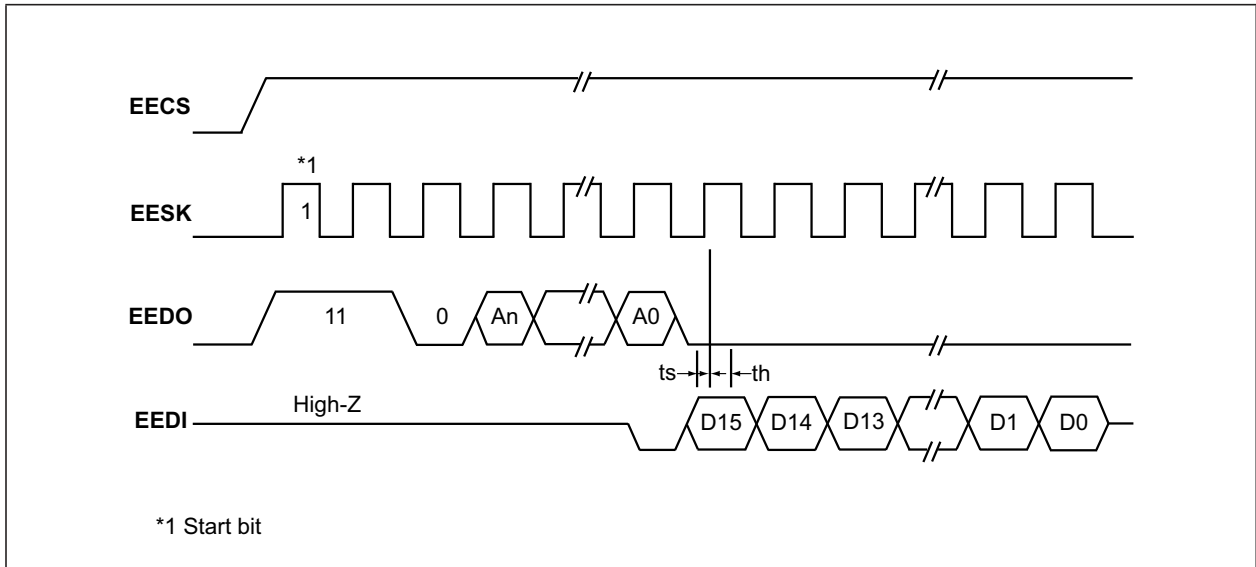 EECS
*1
EESK 1
EEDO 11 0 An A0
ts th
EEDI High-Z D15 D14 D13 D1 D0
*1 Start bit